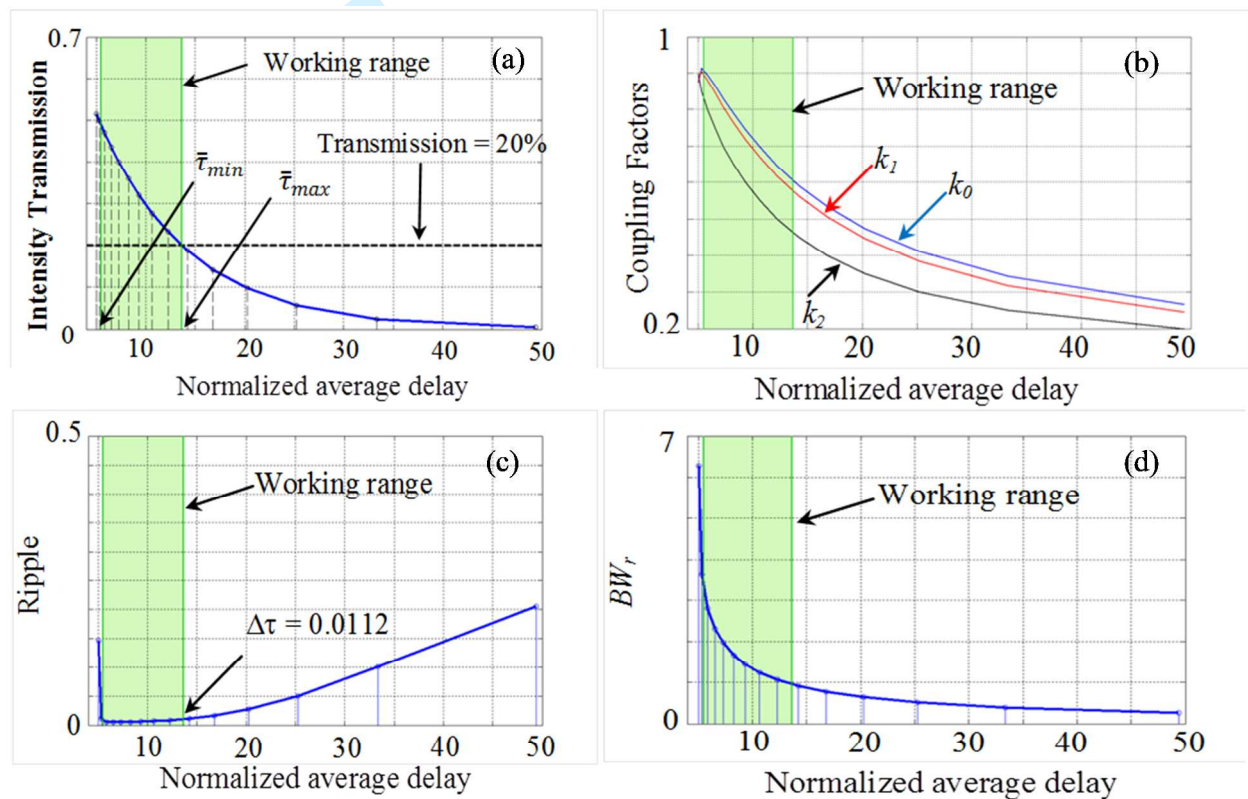 0.7
(a)
Working range
Transmission = 20%
τ̄min
τ̄max
Intensity Transmission
0
10
20
30
40
50
Normalized average delay
1
(b)
Working range
k1
k0
k2
Coupling Factors
0.2
10
20
30
40
50
Normalized average delay
0.5
(c)
Working range
Ripple
Δτ = 0.0112
0
10
20
30
40
50
Normalized average delay
7
(d)
Working range
BWr
0
10
20
30
40
50
Normalized average delay